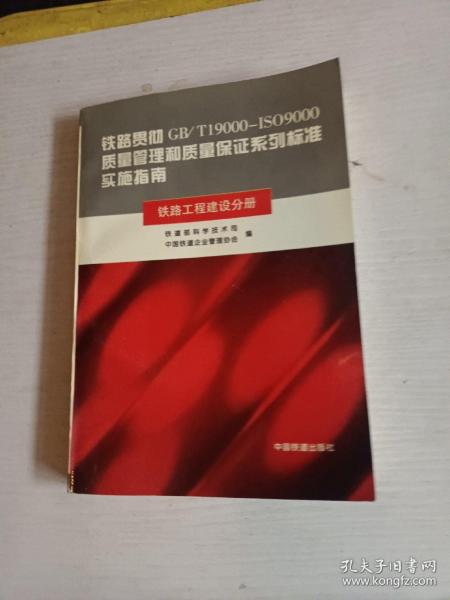 铁路贯彻 GB/T19000-ISO9000
质量管理和质量保证系列标准
实施指南
铁路工程建设分册
铁道部科学技术司
中国铁道企业管理协会 编
中国铁道出版社
孔夫子旧书网
www.kongfz.com